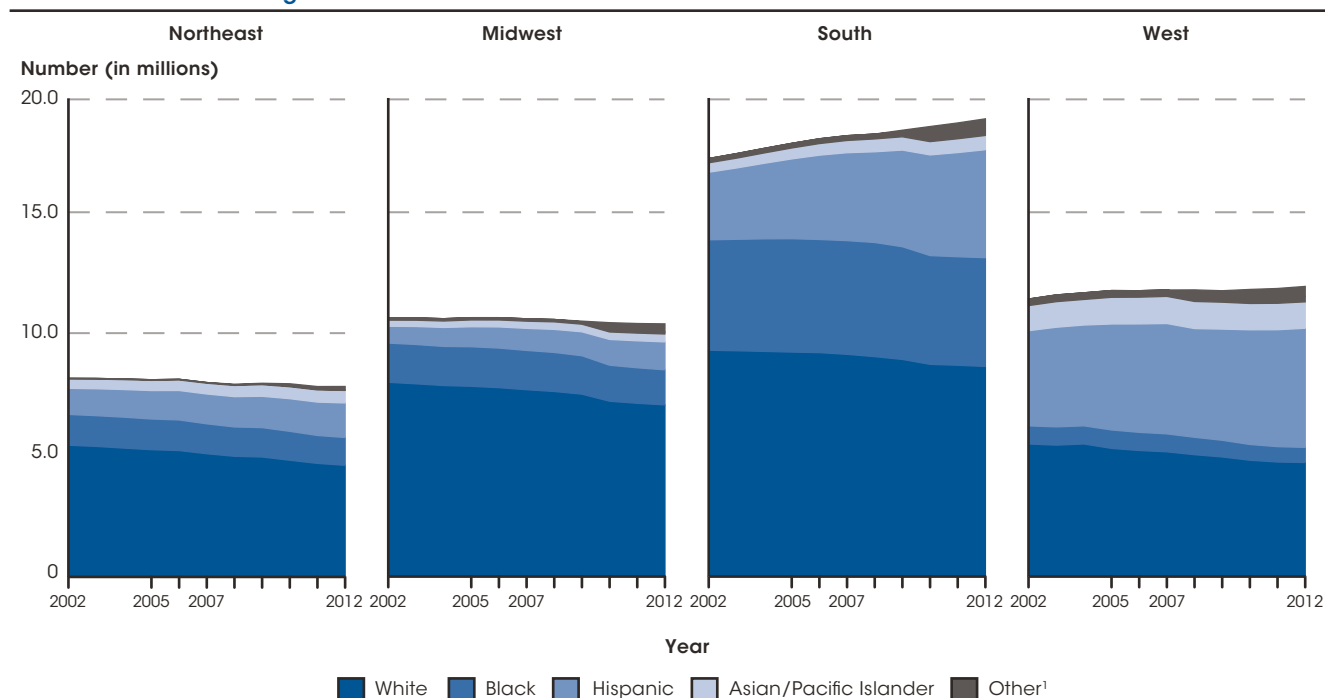 Northeast Midwest South West
Number (in millions)
20.0
15.0
10.0
5.0
0
2002 2005 2007 2012 2002 2005 2007 2012 2002 2005 2007 2012 2002 2005 2007 2012
Year
White Black Hispanic Asian/Pacific Islander Other¹